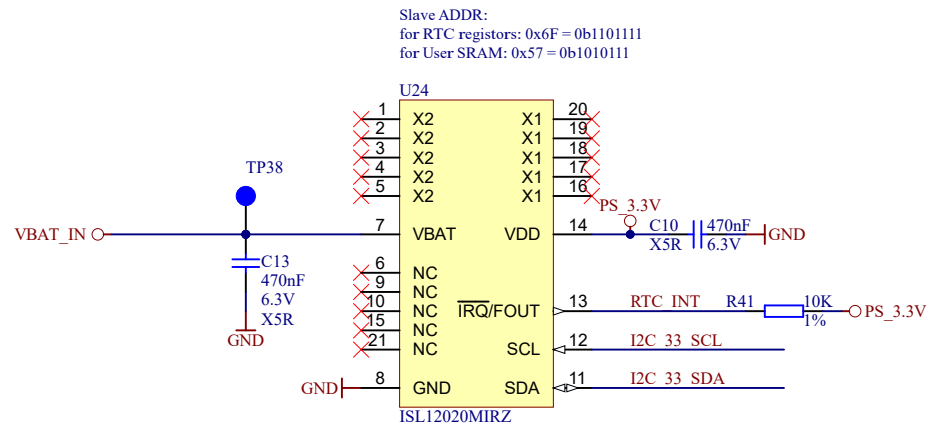 Slave ADDR:
for RTC registors: 0x6F = 0b1101111
for User SRAM: 0x57 = 0b1010111
U24
1 X2 X1 20
2 X2 X1 19
3 X2 X1 18
4 X2 X1 17
5 X2 X1 16
TP38
PS_3.3V
VBAT_IN 7 VBAT VDD 14 C10 470nF GND
X5R 6.3V
C13
470nF
6.3V
X5R
GND
6 NC
9 NC
10 NC IRQ/FOUT 13 RTC_INT R41 10K PS_3.3V
1%
15 NC
21 NC SCL 12 I2C_33_SCL
GND 8 GND SDA 11 I2C_33_SDA
ISL12020MIRZ